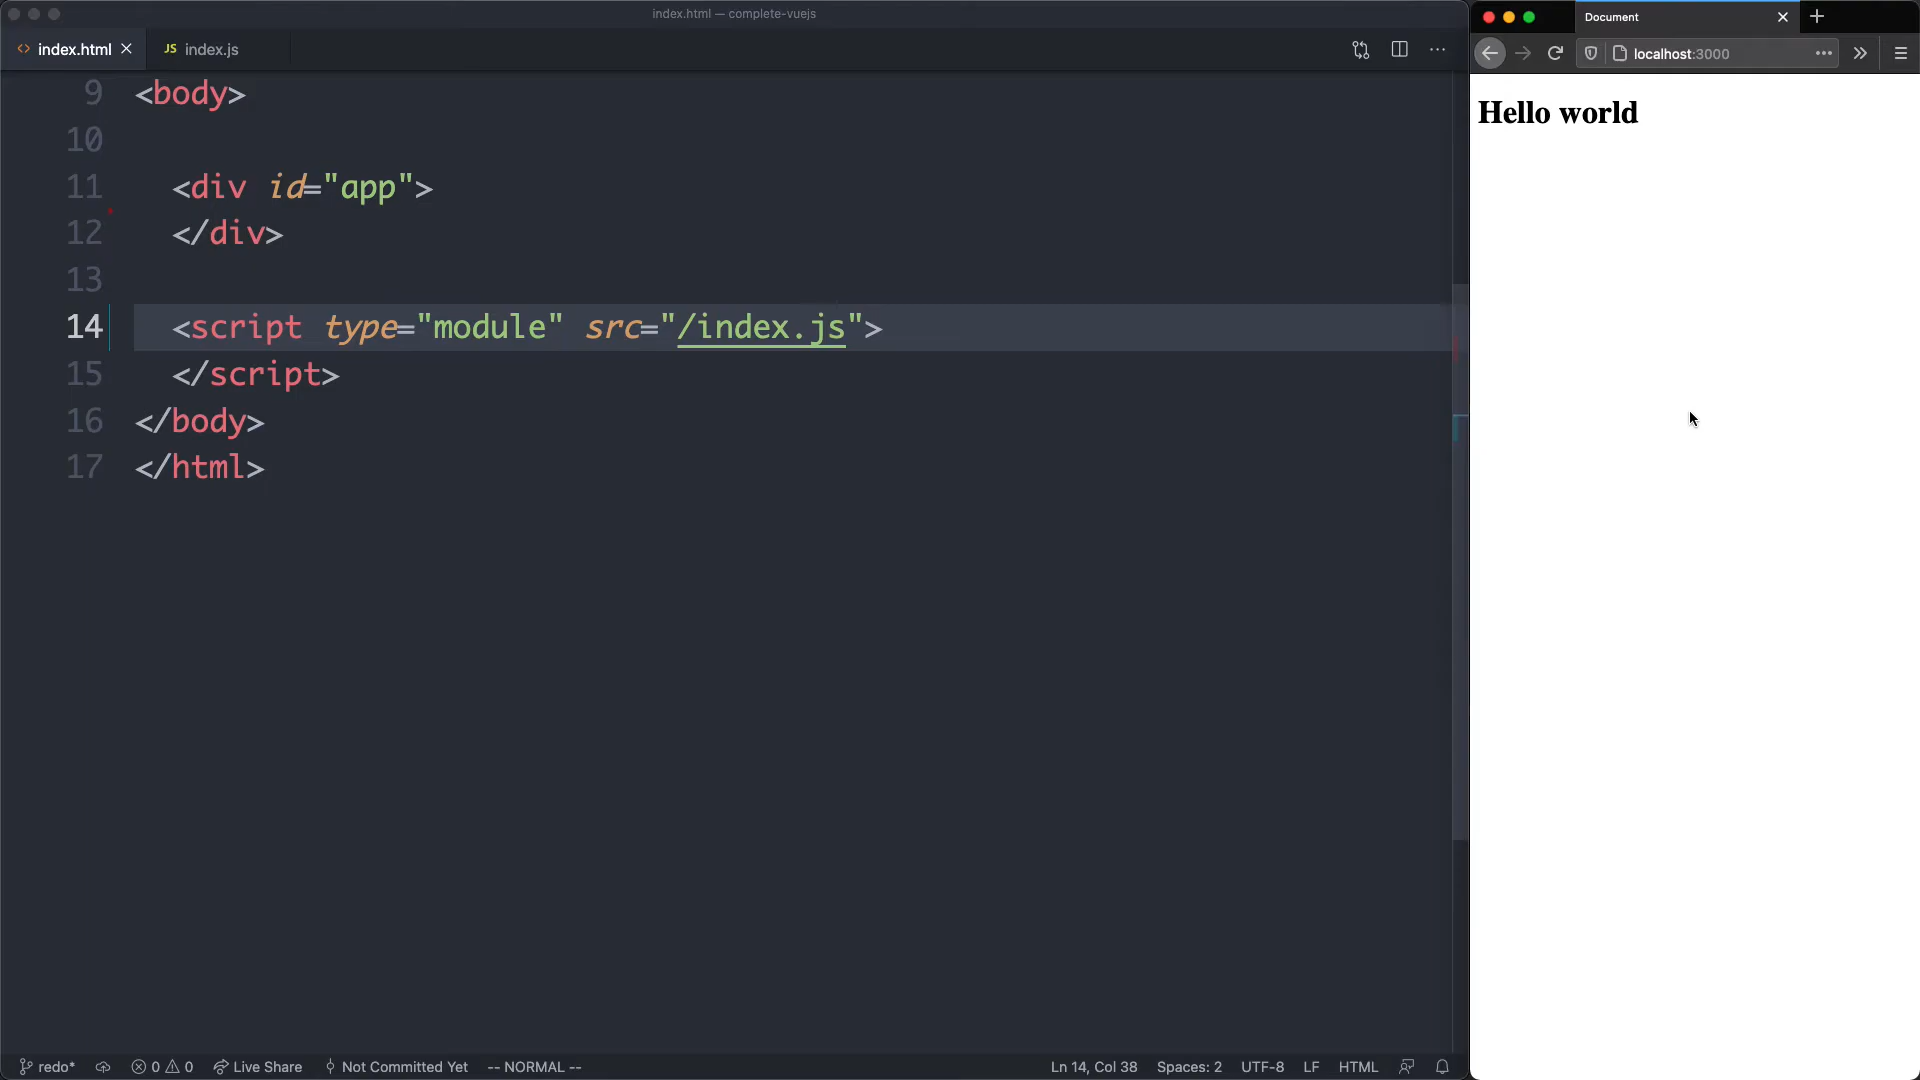 index.html — complete-vuejs
index.html
JS index.js
9 <body>
10
11 <div id="app">
12 </div>
13
14 <script type="module" src="/index.js">
15 </script>
16 </body>
17 </html>
redo* 0 0 Live Share Not Committed Yet -- NORMAL -- Ln 14, Col 38 Spaces: 2 UTF-8 LF HTML
Document
localhost:3000
Hello world